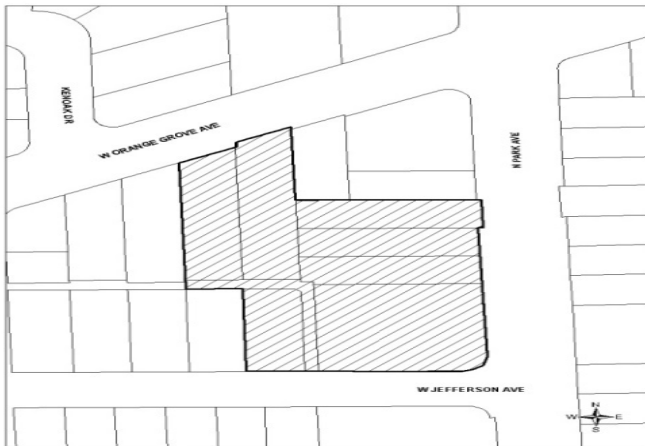 KENOAK DR
W ORANGE GROVE AVE
N PARK AVE
W JEFFERSON AVE
N
W E
S